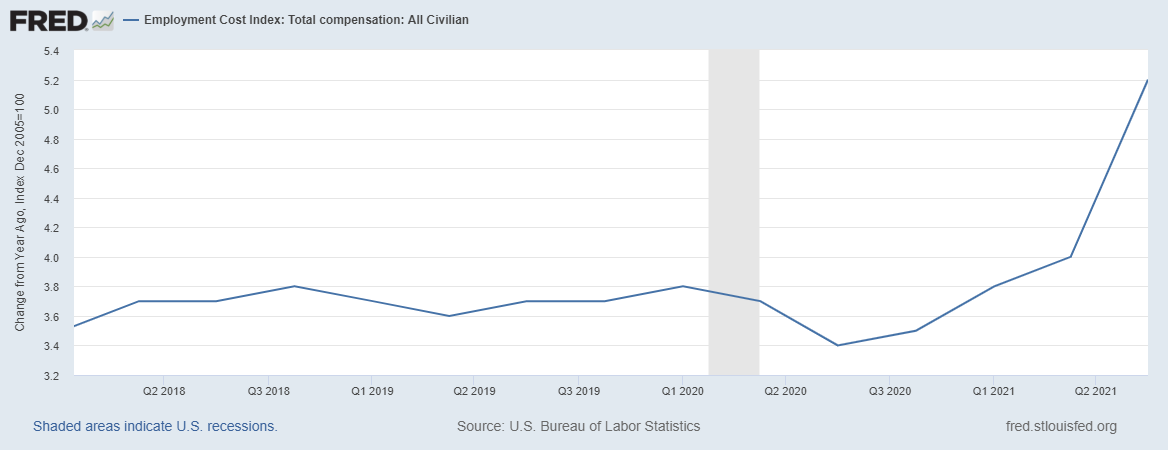 FRED
Employment Cost Index: Total compensation: All Civilian
Change from Year Ago, Index Dec 2005=100
5.4
5.2
5.0
4.8
4.6
4.4
4.2
4.0
3.8
3.6
3.4
3.2
Q2 2018 Q3 2018 Q1 2019 Q2 2019 Q3 2019 Q1 2020 Q2 2020 Q3 2020 Q1 2021 Q2 2021
Shaded areas indicate U.S. recessions. Source: U.S. Bureau of Labor Statistics fred.stlouisfed.org